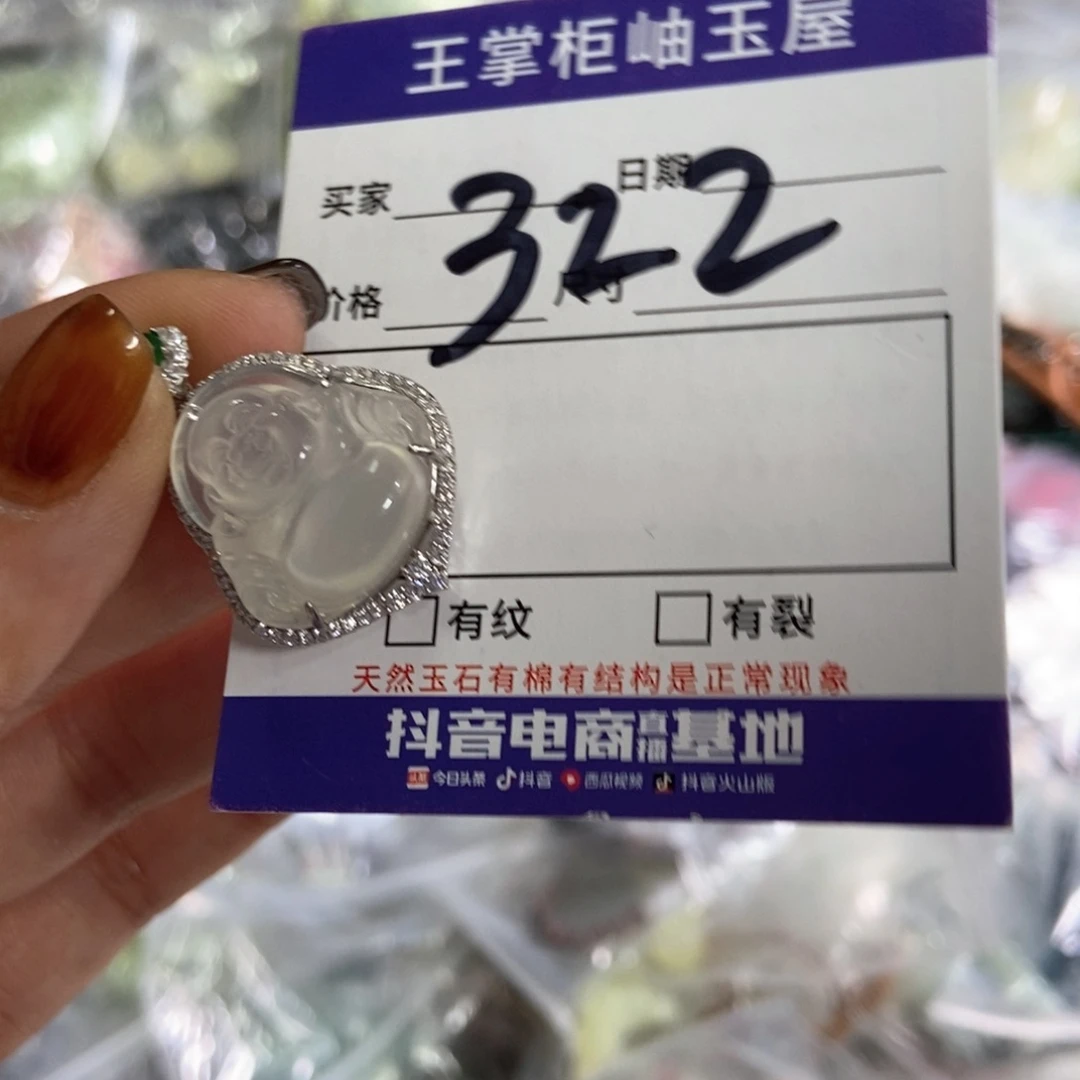 王掌柜岫玉屋
买家 日期
322
价格 尺寸
有纹 有裂
天然玉石有棉有结构是正常现象
抖音电商直播基地
头条 今日头条 抖音 西瓜视频 抖音火山版